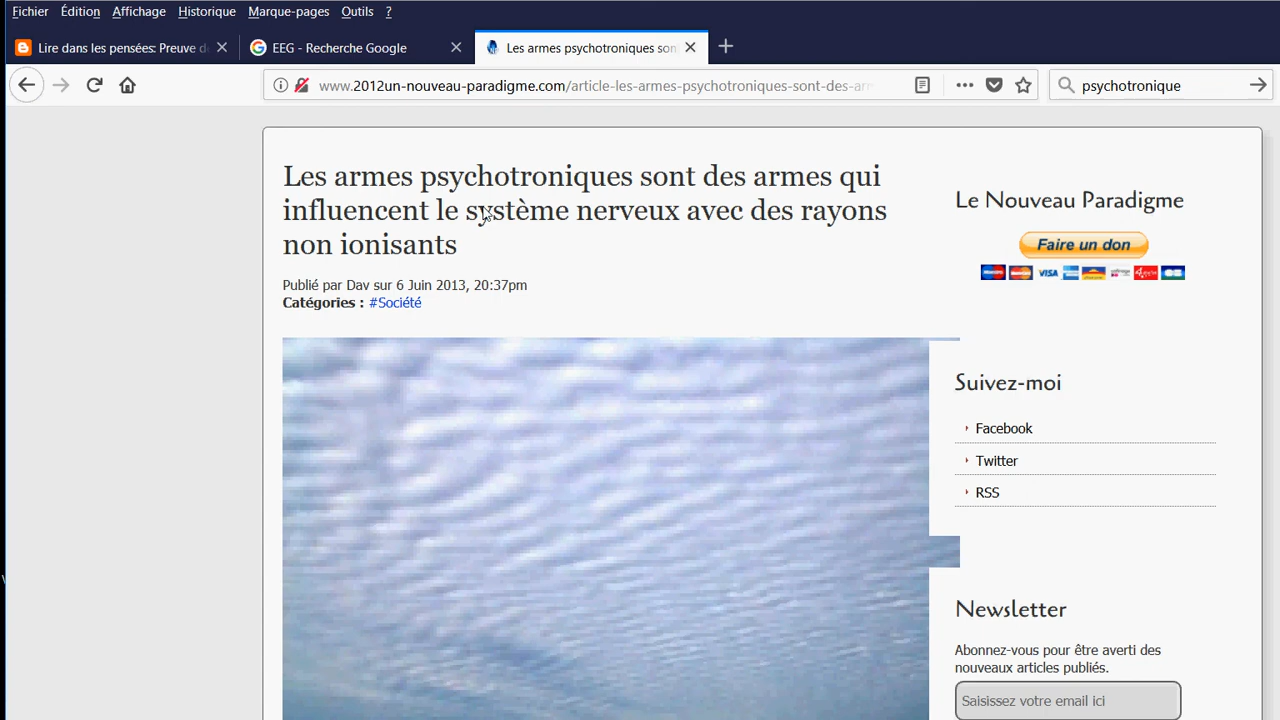 Fichier Édition Affichage Historique Marque-pages Outils ?
Lire dans les pensées: Preuve d
EEG - Recherche Google
Les armes psychotroniques son
www.2012un-nouveau-paradigme.com/article-les-armes-psychotroniques-sont-des-arm
psychotronique
Les armes psychotroniques sont des armes qui
influencent le système nerveux avec des rayons
non ionisants
Publié par Dav sur 6 Juin 2013, 20:37pm
Catégories : #Société
Le Nouveau Paradigme
Faire un don
VISA
Suivez-moi
Facebook
Twitter
RSS
Newsletter
Abonnez-vous pour être averti des
nouveaux articles publiés.
Saisissez votre email ici